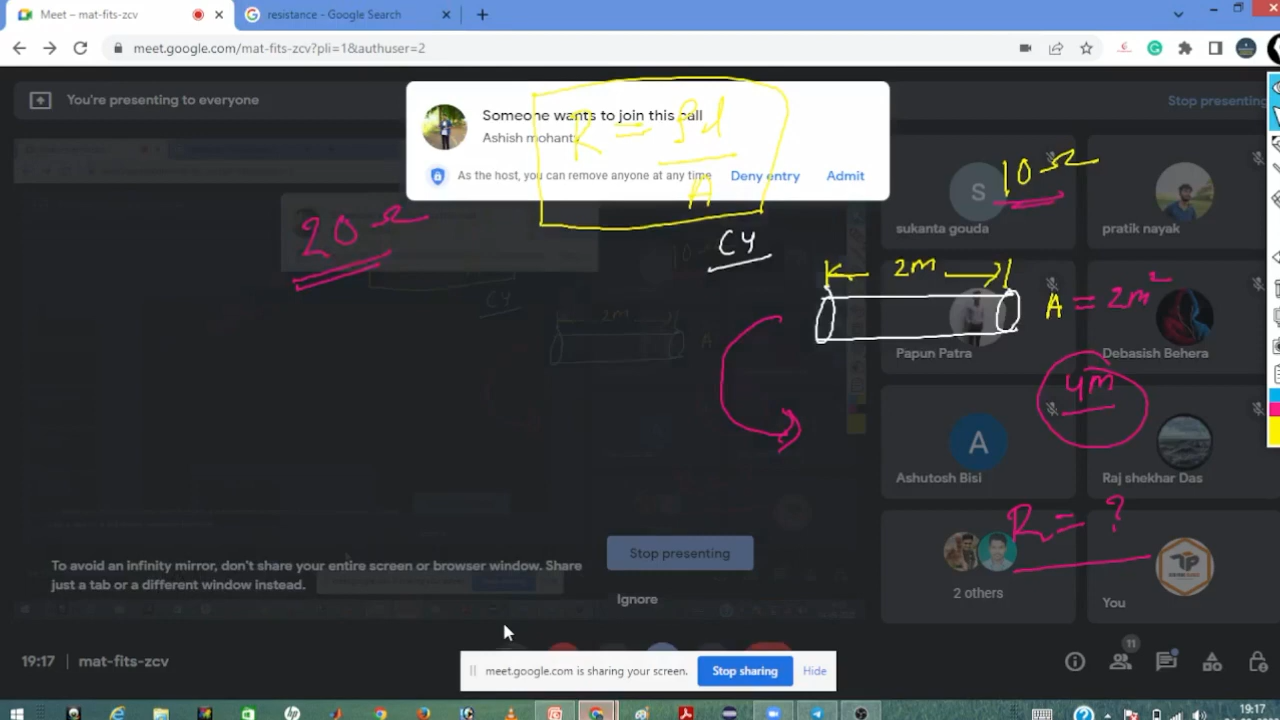 Meet – mat-fits-zcv
resistance - Google Search
meet.google.com/mat-fits-zcv?pli=1&authuser=2
You're presenting to everyone
Stop presenting
Someone wants to join this call
Ashish mohanty
As the host, you can remove anyone at any time
Deny entry
Admit
R = ρl
A
20 Ω
10 Ω
C4
2m
A = 2m²
4m
R = ?
S
sukanta gouda
pratik nayak
Papun Patra
Debasish Behera
A
Ashutosh Bisi
Raj shekhar Das
2 others
You
To avoid an infinity mirror, don't share your entire screen or browser window. Share
just a tab or a different window instead.
Stop presenting
Ignore
19:17 | mat-fits-zcv
meet.google.com is sharing your screen.
Stop sharing
Hide
11
19:17